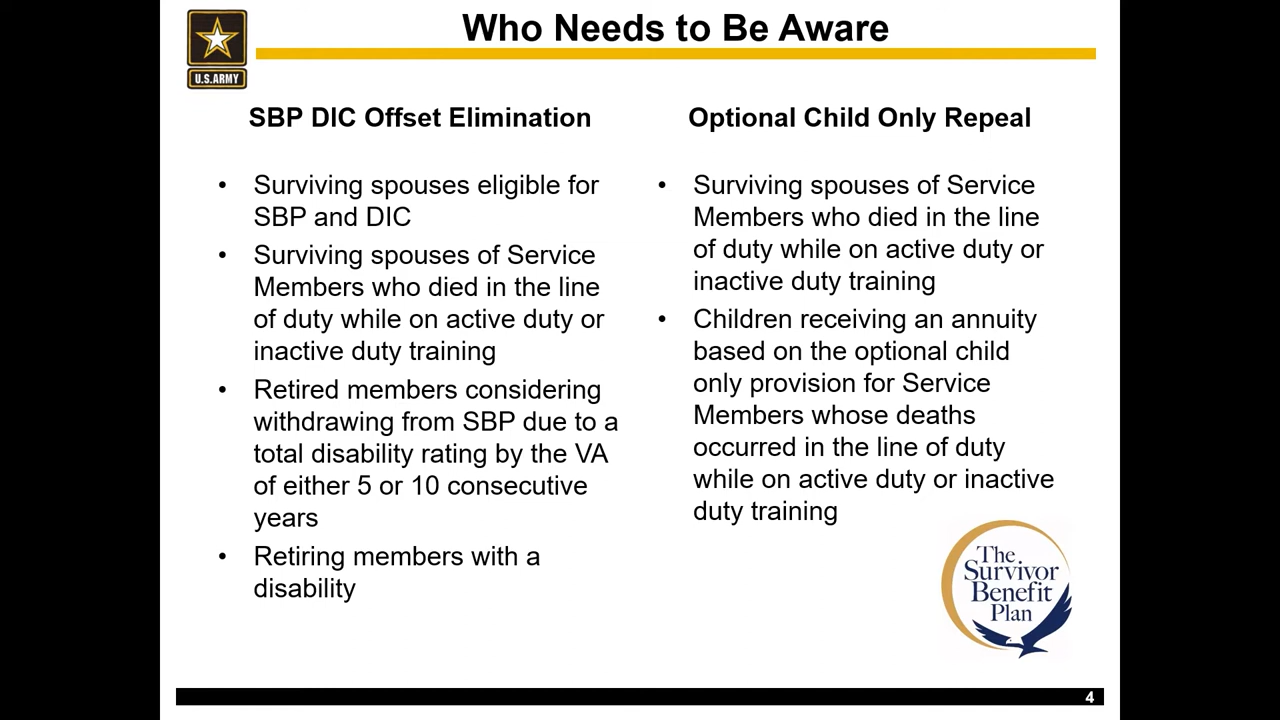 Who Needs to Be Aware
U.S.ARMY
SBP DIC Offset Elimination
• Surviving spouses eligible for
SBP and DIC
• Surviving spouses of Service
Members who died in the line
of duty while on active duty or
inactive duty training
• Retired members considering
withdrawing from SBP due to a
total disability rating by the VA
of either 5 or 10 consecutive
years
• Retiring members with a
disability
Optional Child Only Repeal
• Surviving spouses of Service
Members who died in the line
of duty while on active duty or
inactive duty training
• Children receiving an annuity
based on the optional child
only provision for Service
Members whose deaths
occurred in the line of duty
while on active duty or inactive
duty training
The
Survivor
Benefit
Plan
4